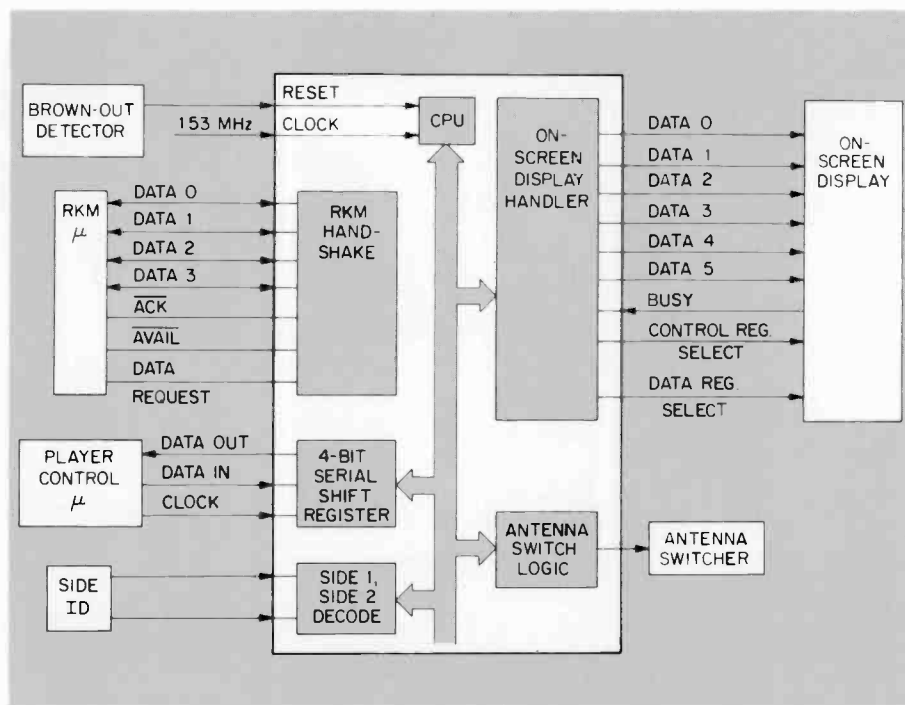 BROWN-OUT
DETECTOR
RESET
1.53 MHz
CLOCK
CPU
RKM
μ
DATA 0
DATA 1
DATA 2
DATA 3
ACK
AVAIL
DATA
REQUEST
RKM
HAND-
SHAKE
PLAYER
CONTROL
μ
DATA OUT
DATA IN
CLOCK
4-BIT
SERIAL
SHIFT
REGISTER
SIDE
ID
SIDE 1,
SIDE 2
DECODE
ON-
SCREEN
DISPLAY
HANDLER
DATA 0
DATA 1
DATA 2
DATA 3
DATA 4
DATA 5
BUSY
CONTROL REG.
SELECT
DATA REG.
SELECT
ON-
SCREEN
DISPLAY
ANTENNA
SWITCH
LOGIC
ANTENNA
SWITCHER